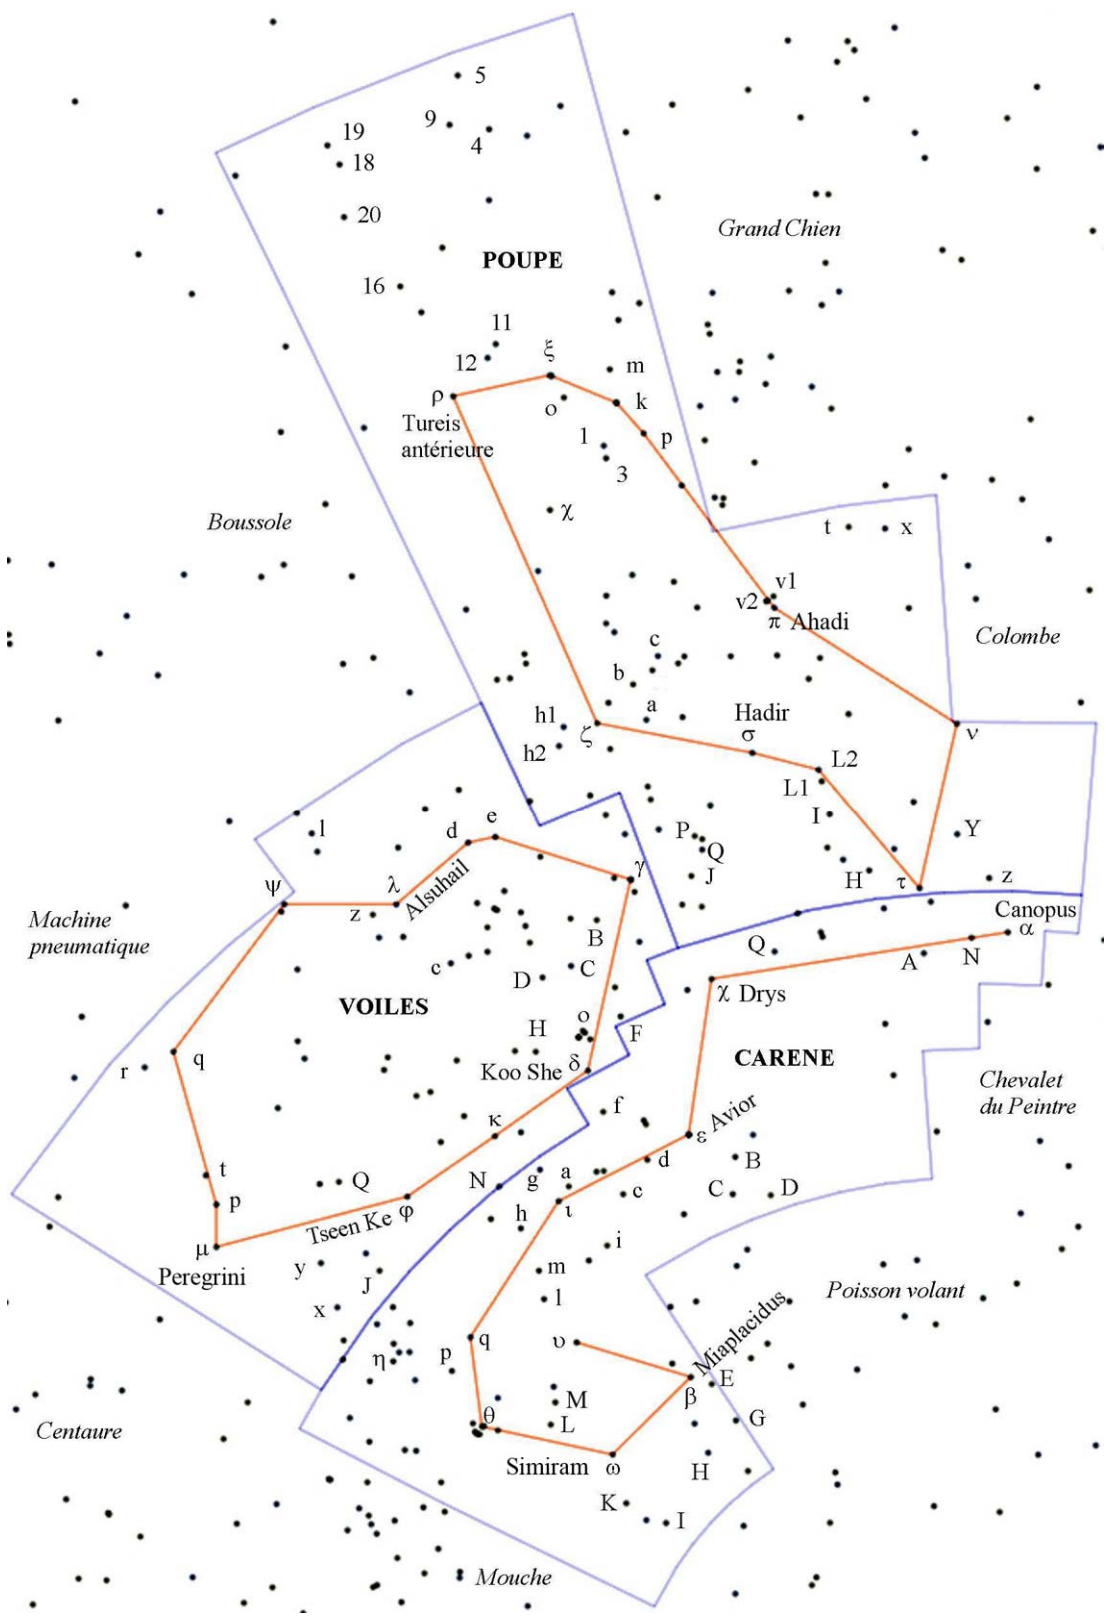 5
9
4
19
18
20
Grand Chien
POUPE
16
11
12
ξ
m
ρ
o
k
Tureis
antérieure
1
p
3
χ
Boussole
t
x
v1
v2
π Ahadi
Colombe
c
b
a
h1
h2
ζ
Hadir
σ
ν
L2
L1
I
Y
l
d
e
P
Q
J
H
τ
z
γ
ψ
λ
z
Alsuhail
Machine
pneumatique
Canopus
α
B
Q
A
N
c
D
C
χ Drys
VOILES
o
H
F
CARENE
q
r
Koo She
δ
Chevalet
du Peintre
f
κ
ε
Avior
B
d
t
Q
N
g
a
c
C
D
p
Tseen Ke
φ
ι
h
μ
Peregrini
y
J
i
m
Poisson volant
x
l
q
υ
Miaplacidus
η
p
E
β
M
θ
L
G
Centaure
Simiram
ω
H
K
I
Mouche